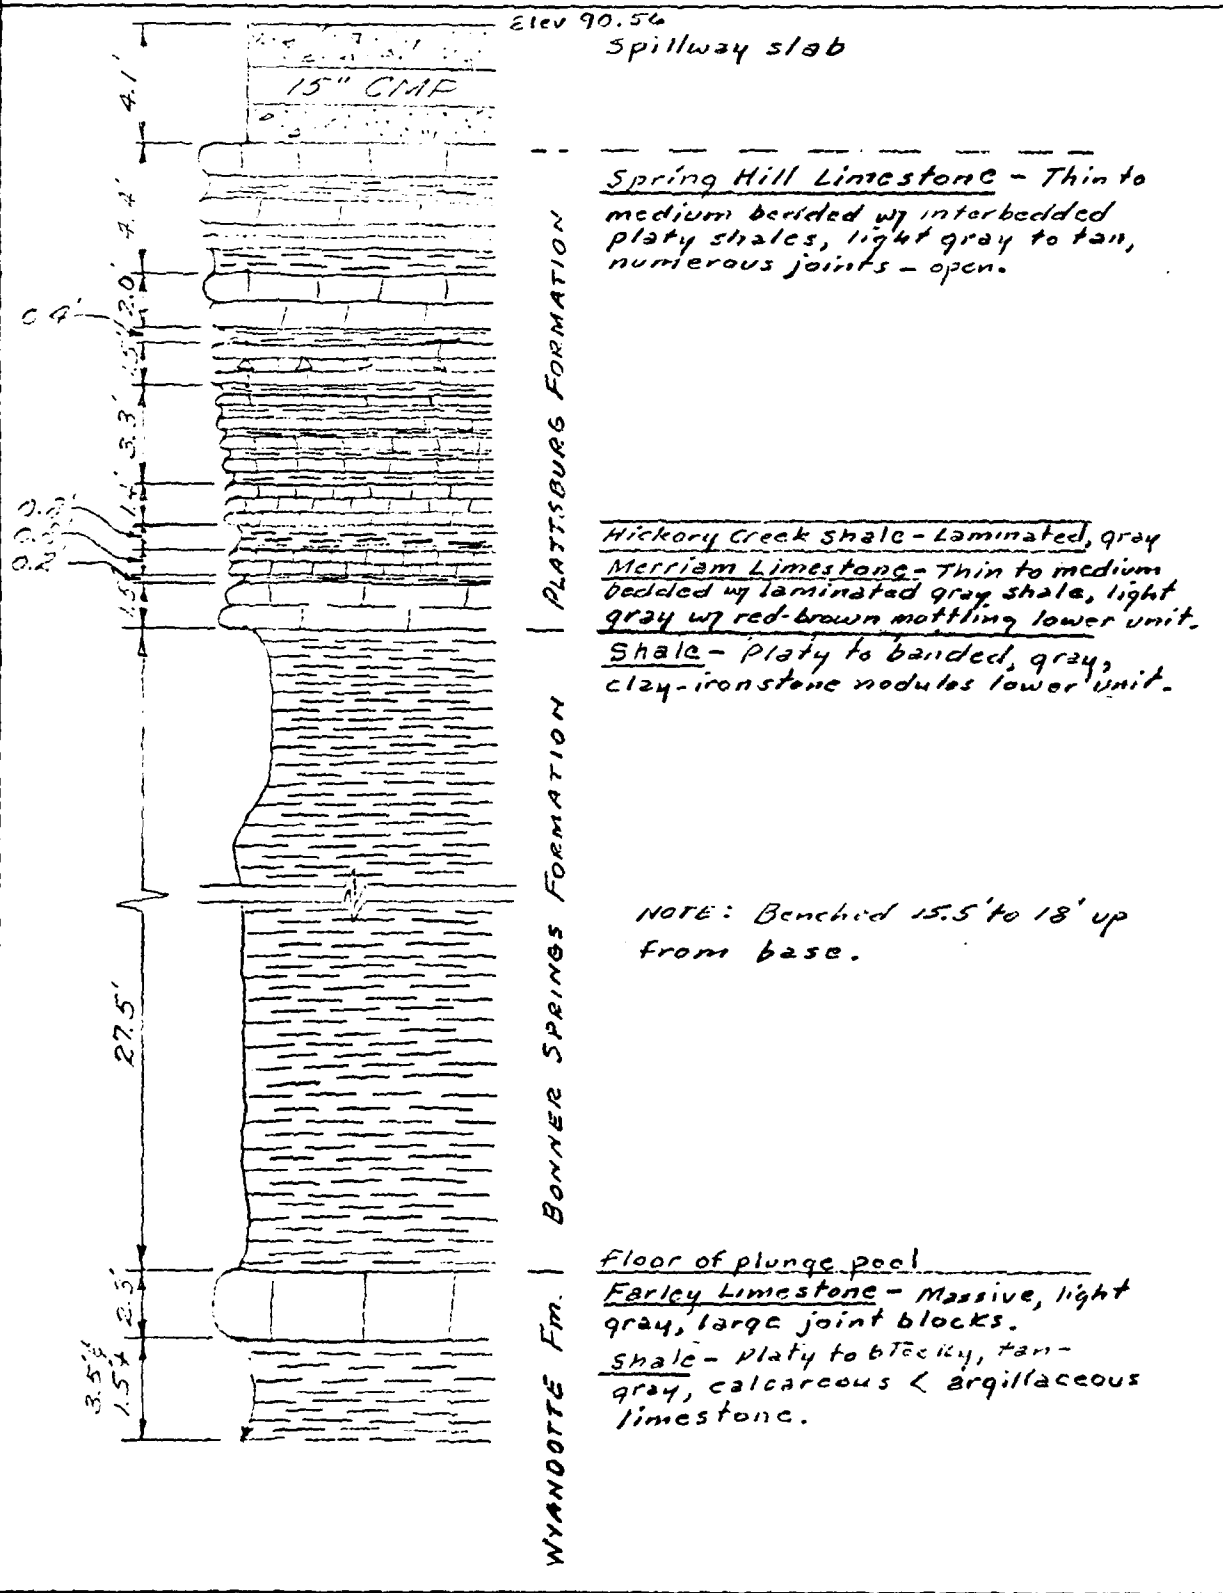 Elev 90.56
Spillway slab
4.1'
15" CMP
Spring Hill Limestone - Thin to
medium bedded w/ interbedded
platy shales, light gray to tan,
numerous joints - open.
4.4'
2.0'
0.4'
1.5'
3.3'
1.4'
0.2'
1.5'
PLATTSBURG FORMATION
Hickory Creek shale - Laminated, gray
Merriam Limestone - Thin to medium
bedded w/ laminated gray shale, light
gray w/ red-brown mottling lower unit.
Shale - Platy to banded, gray,
clay-ironstone nodules lower unit.
BONNER SPRINGS FORMATION
NOTE: Benched 15.5' to 18' up
from base.
27.5'
Floor of plunge pool
Farley Limestone - Massive, light
gray, large joint blocks.
Shale - Platy to blocky, tan-
gray, calcareous < argillaceous
limestone.
2.3'
3.5'
1.5'±
WYANDOTTE Fm.